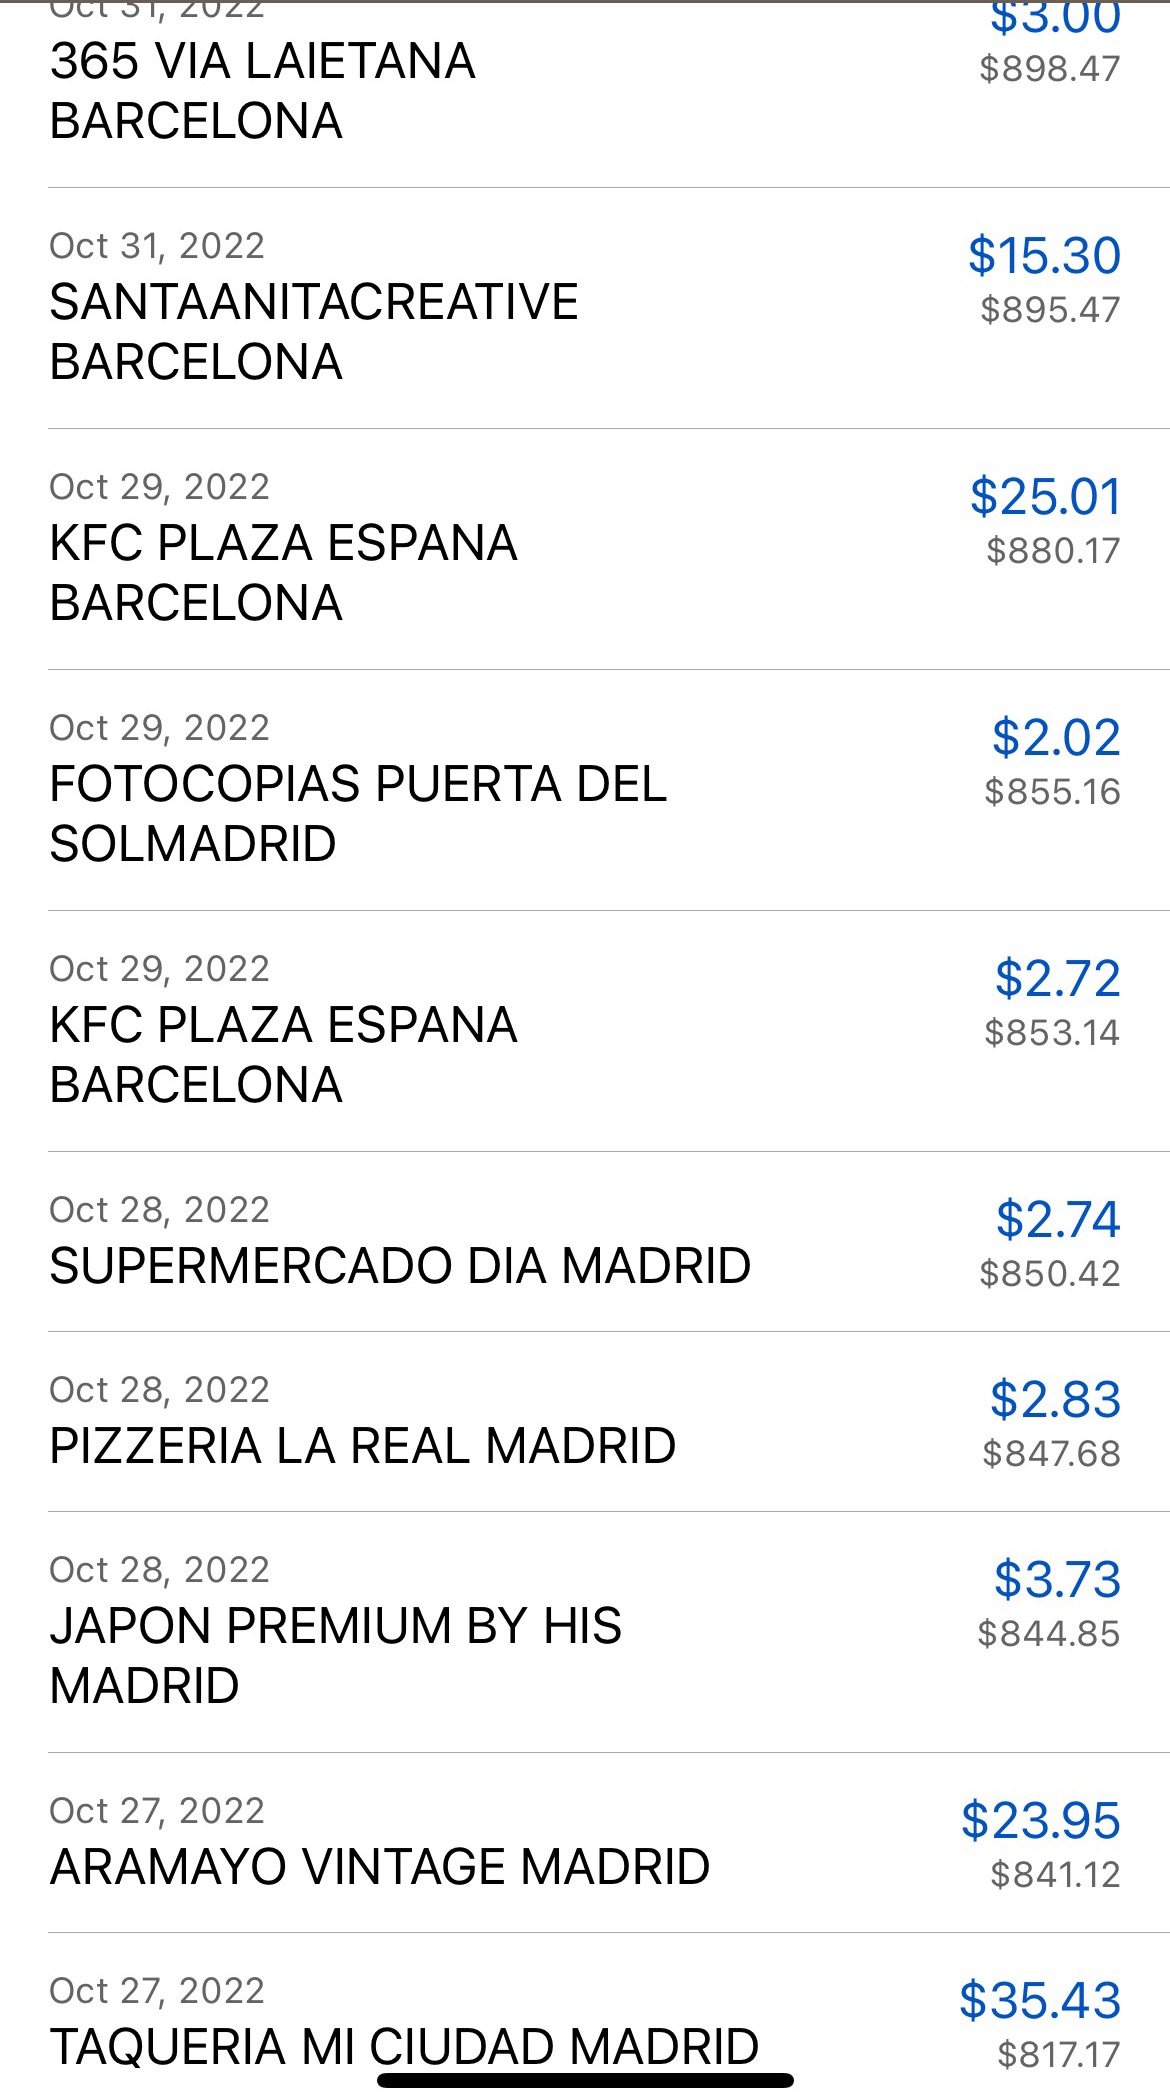 Oct 31, 2022
$3.00
365 VIA LAIETANA
$898.47
BARCELONA
Oct 31, 2022
$15.30
SANTAANITACREATIVE
$895.47
BARCELONA
Oct 29, 2022
$25.01
KFC PLAZA ESPANA
$880.17
BARCELONA
Oct 29, 2022
$2.02
FOTOCOPIAS PUERTA DEL
$855.16
SOLMADRID
Oct 29, 2022
$2.72
KFC PLAZA ESPANA
$853.14
BARCELONA
Oct 28, 2022
$2.74
SUPERMERCADO DIA MADRID
$850.42
Oct 28, 2022
$2.83
PIZZERIA LA REAL MADRID
$847.68
Oct 28, 2022
$3.73
JAPON PREMIUM BY HIS
$844.85
MADRID
Oct 27, 2022
$23.95
ARAMAYO VINTAGE MADRID
$841.12
Oct 27, 2022
$35.43
TAQUERIA MI CIUDAD MADRID
$817.17